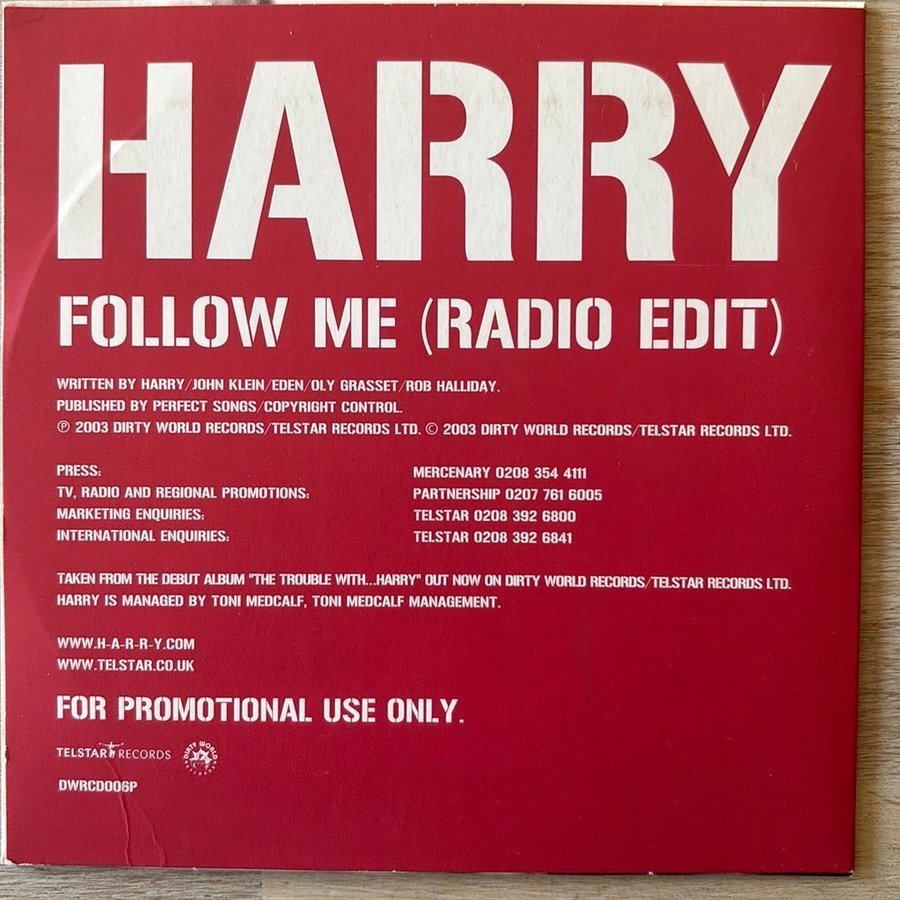 HARRY
FOLLOW ME (RADIO EDIT)
WRITTEN BY HARRY/JOHN KLEIN/EDEN/OLY GRASSET/ROB HALLIDAY.
PUBLISHED BY PERFECT SONGS/COPYRIGHT CONTROL.
℗ 2003 DIRTY WORLD RECORDS/TELSTAR RECORDS LTD. © 2003 DIRTY WORLD RECORDS/TELSTAR RECORDS LTD.
PRESS: MERCENARY 0208 354 4111
TV, RADIO AND REGIONAL PROMOTIONS: PARTNERSHIP 0207 761 6005
MARKETING ENQUIRIES: TELSTAR 0208 392 6800
INTERNATIONAL ENQUIRIES: TELSTAR 0208 392 6841
TAKEN FROM THE DEBUT ALBUM "THE TROUBLE WITH...HARRY" OUT NOW ON DIRTY WORLD RECORDS/TELSTAR RECORDS LTD.
HARRY IS MANAGED BY TONI MEDCALF, TONI MEDCALF MANAGEMENT.
WWW.H-A-R-R-Y.COM
WWW.TELSTAR.CO.UK
FOR PROMOTIONAL USE ONLY.
TELSTAR RECORDS DIRTY WORLD RECORDS
DWRCD006P